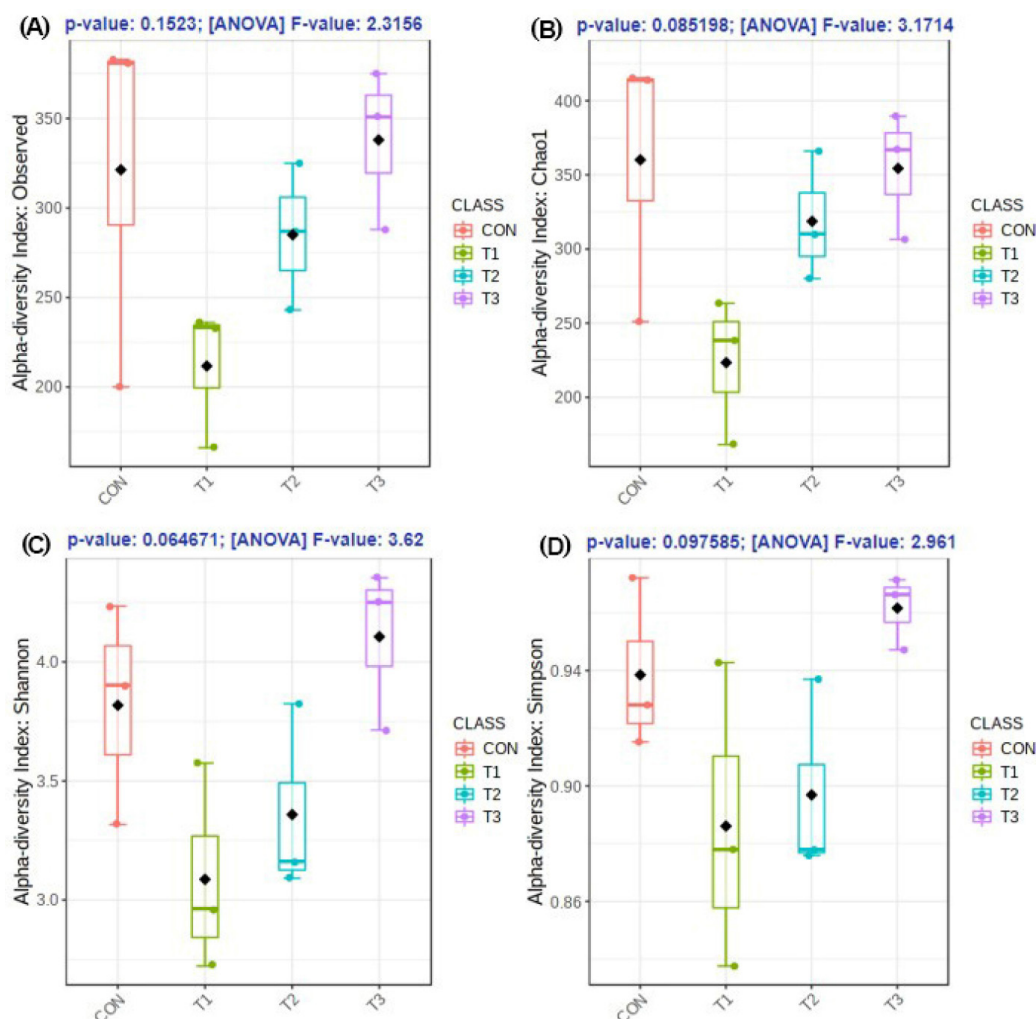 (A) p-value: 0.1523; [ANOVA] F-value: 2.3156
Alpha-diversity Index: Observed
350
300
250
200
CON
T1
T2
T3
CLASS
CON
T1
T2
T3
(B) p-value: 0.085198; [ANOVA] F-value: 3.1714
Alpha-diversity Index: Chao1
400
350
300
250
200
CON
T1
T2
T3
CLASS
CON
T1
T2
T3
(C) p-value: 0.064671; [ANOVA] F-value: 3.62
Alpha-diversity Index: Shannon
4.0
3.5
3.0
CON
T1
T2
T3
CLASS
CON
T1
T2
T3
(D) p-value: 0.097585; [ANOVA] F-value: 2.961
Alpha-diversity Index: Simpson
0.94
0.90
0.86
CON
T1
T2
T3
CLASS
CON
T1
T2
T3